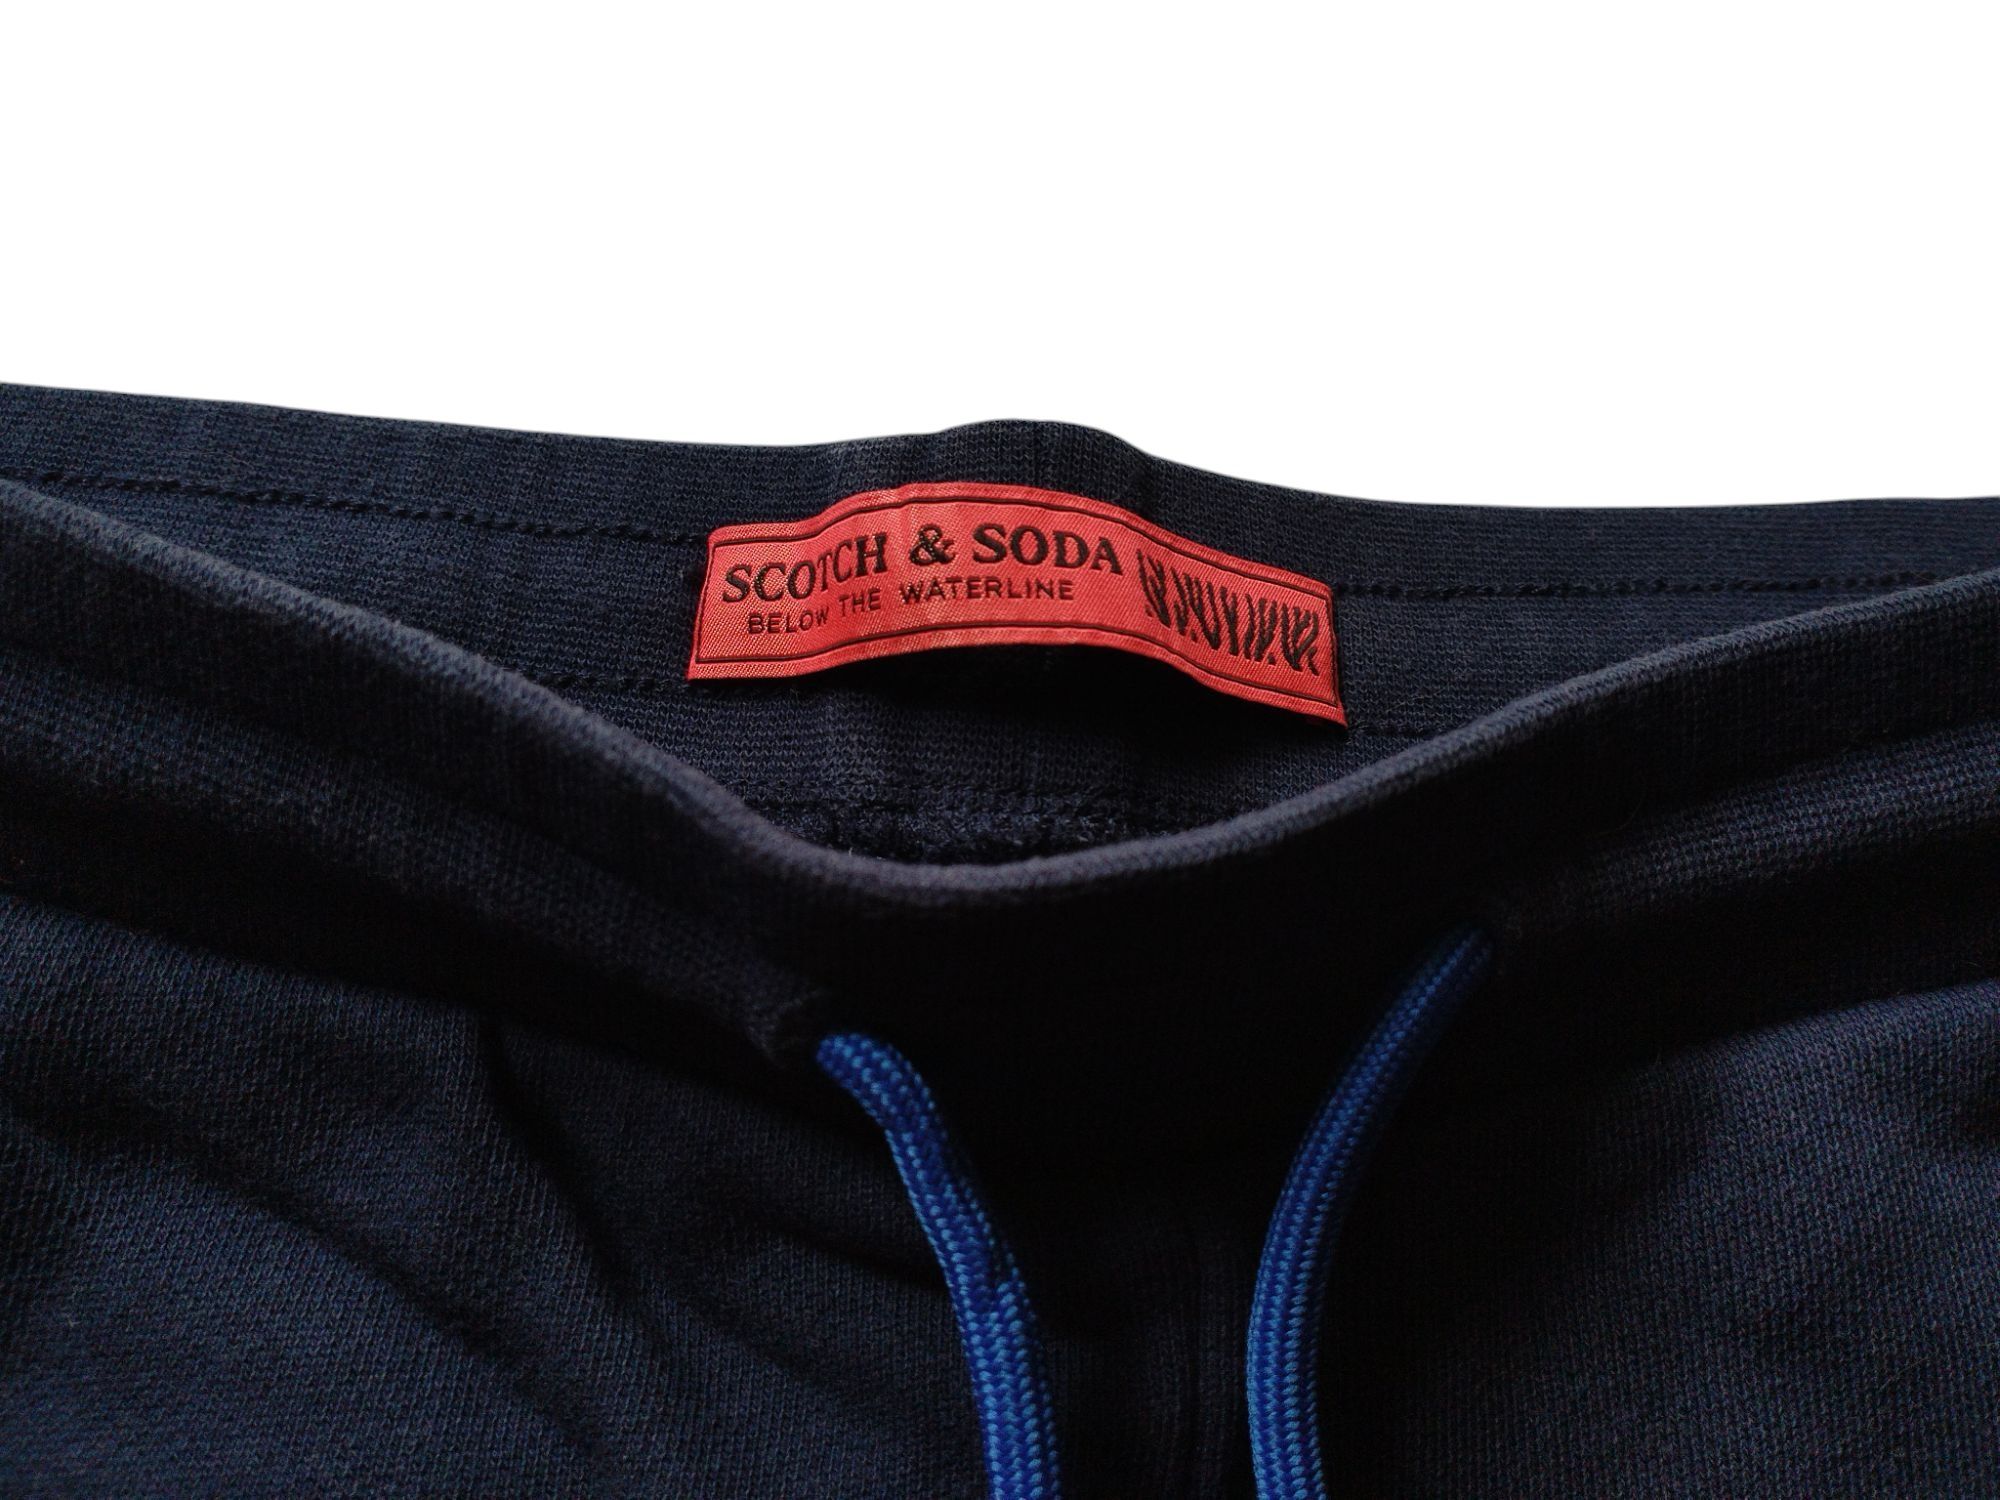 SCOTCH & SODA
BELOW THE WATERLINE